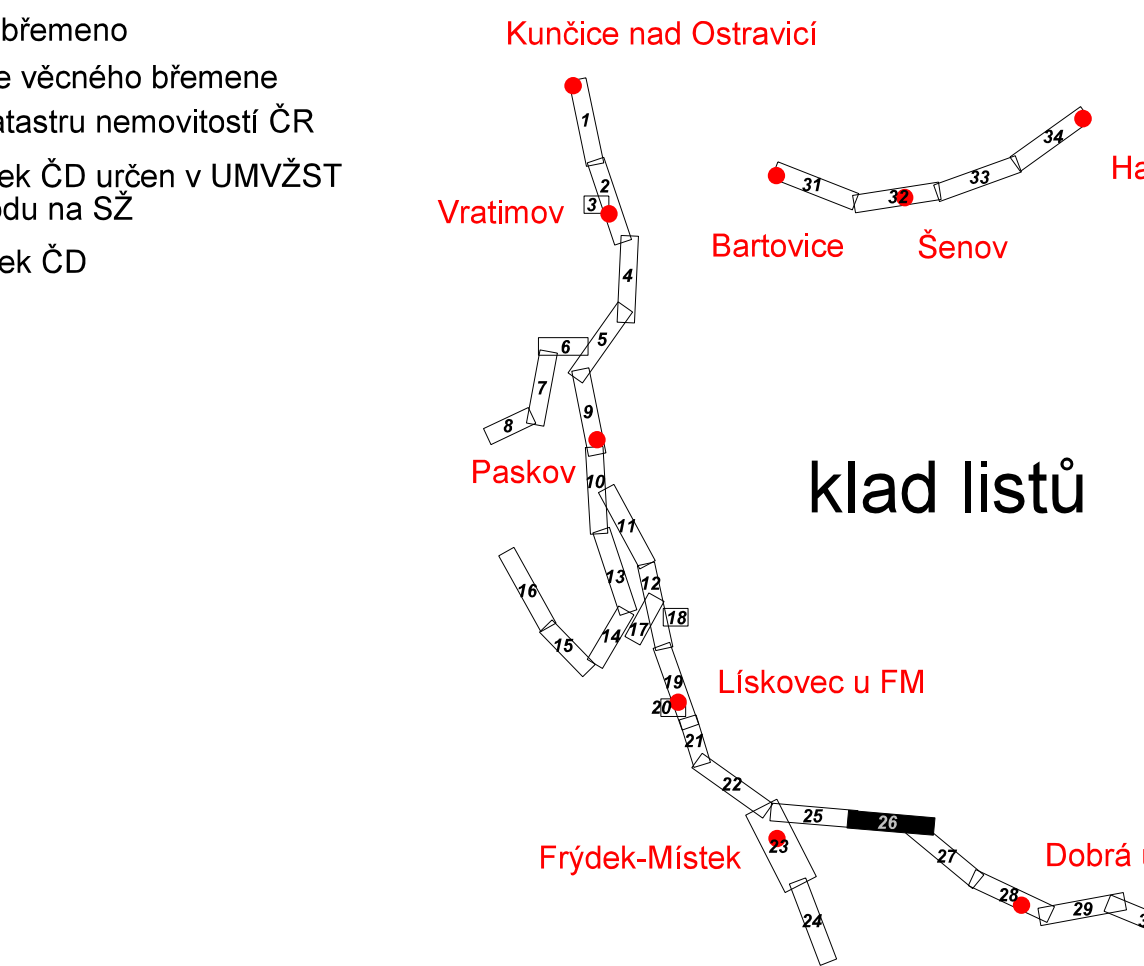 břemeno
e věcného břemene
atastru nemovitostí ČR
ek ČD určen v UMVŽST
odu na SŽ
ek ČD
Kunčice nad Ostravicí
1
2
3
Vratimov
4
5
6
7
8
9
Paskov
10
11
12
13
14
15
16
17
18
19
20
Lískovec u FM
21
22
23
Frýdek-Místek
24
25
26
27
28
29
Dobrá
31
32
33
34
Bartovice
Šenov
Ha
klad listů